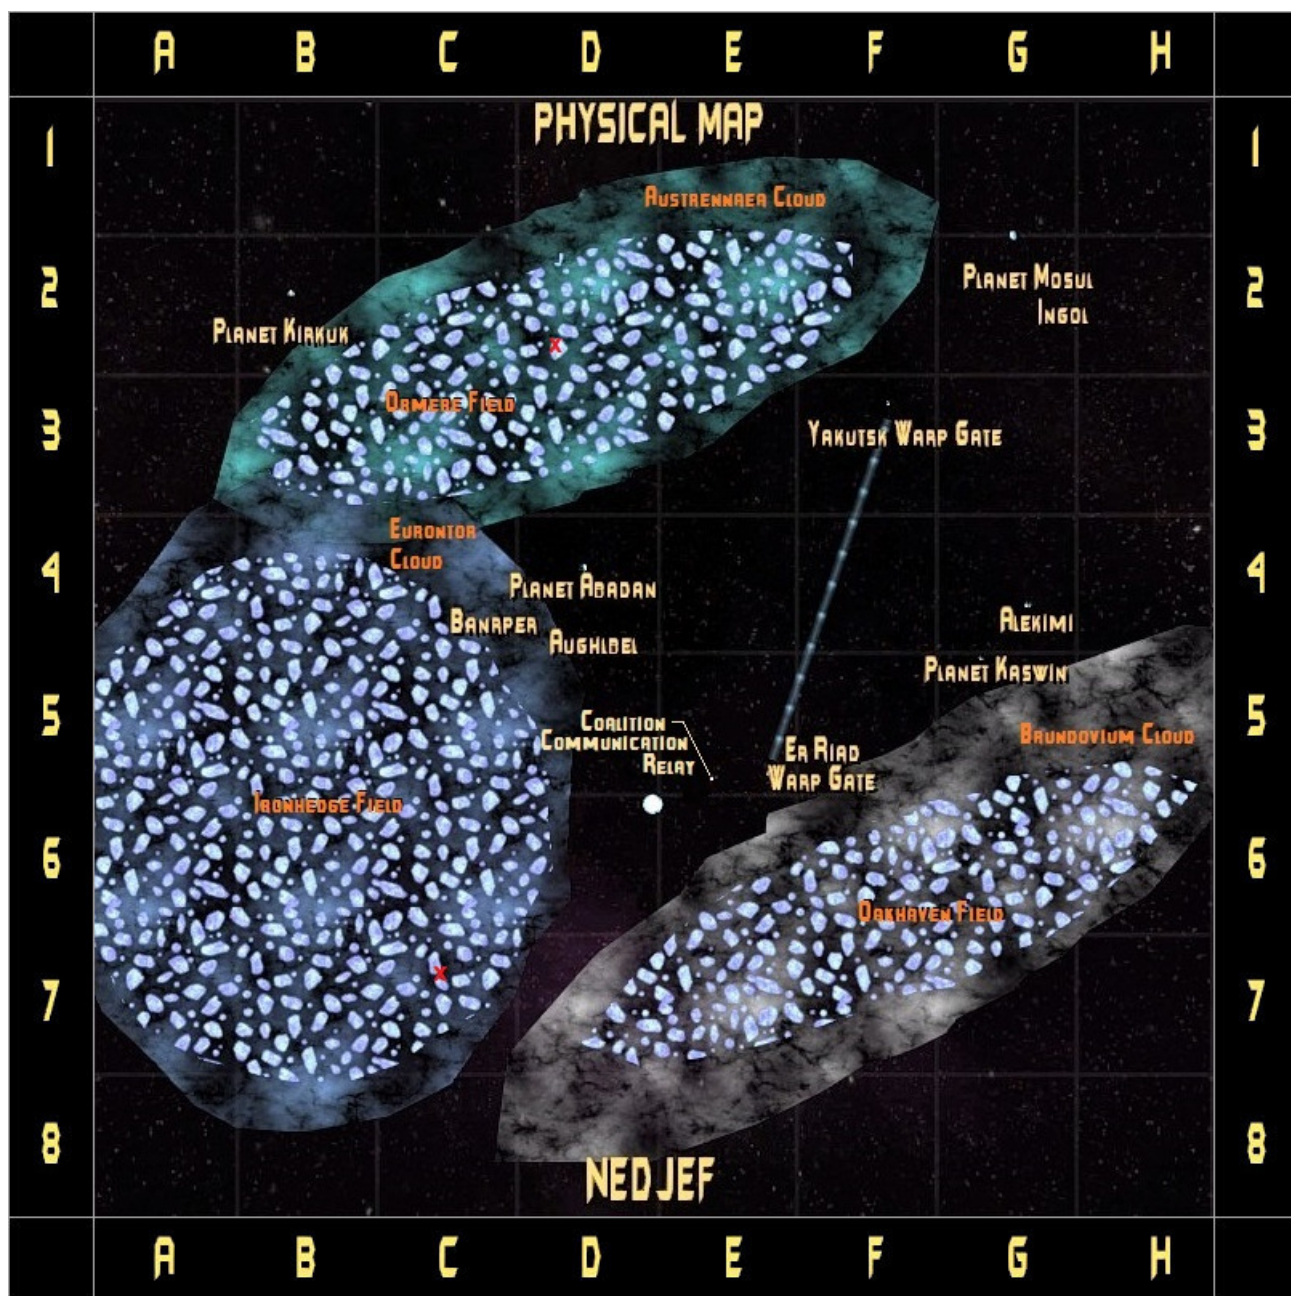 A B C D E F G H
PHYSICAL MAP
1 1
Austrennaea Cloud
2 2
Planet Mosul
Ingol
Planet Kirkuk
x
Ormere Field
3 3
Yakutsk Warp Gate
Eurontor
Cloud
4 4
Planet Abadan
Banaper
Alekimi
Aughldel
Planet Kaswin
5 5
Coalition
Communication
Relay
Brundovium Cloud
Er Riad
Warp Gate
Ironhedge Field
6 6
Oakhaven Field
x
7 7
8 8
NEDJEF
A B C D E F G H